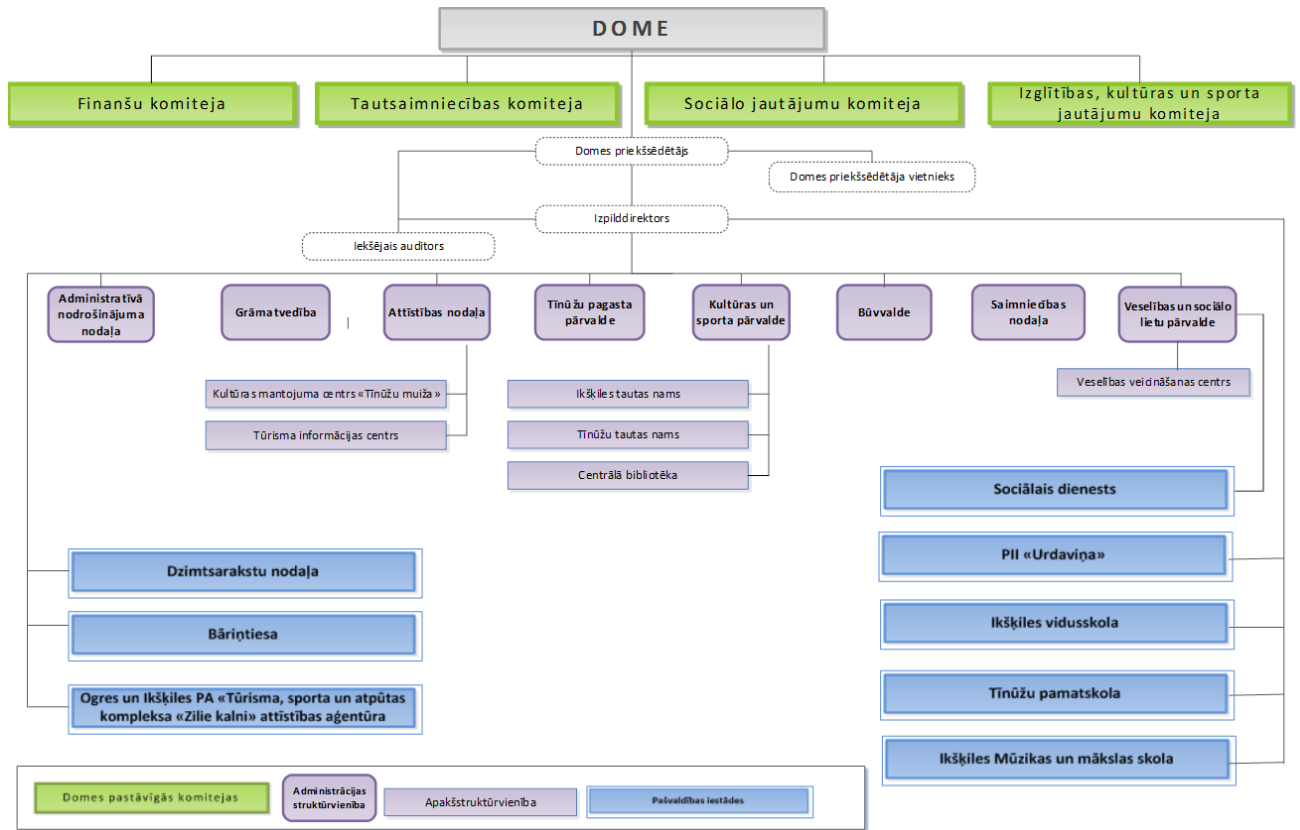 DOME
Finanšu komiteja
Tautsaimniecības komiteja
Sociālo jautājumu komiteja
Izglītības, kultūras un sporta
jautājumu komiteja
Domes priekšsēdētājs
Domes priekšsēdētāja vietnieks
Izpilddirektors
Iekšējais auditors
Administratīvā
nodrošinājuma
nodaļa
Grāmatvedība
Attīstības nodaļa
Tīnūžu pagasta
pārvalde
Kultūras un
sporta pārvalde
Būvvalde
Saimniecības
nodaļa
Veselības un sociālo
lietu pārvalde
Kultūras mantojuma centrs «Tīnūžu muiža»
Tūrisma informācijas centrs
Ikšķiles tautas nams
Tīnūžu tautas nams
Centrālā bibliotēka
Veselības veicināšanas centrs
Sociālais dienests
PII «Urdaviņa»
Ikšķiles vidusskola
Tīnūžu pamatskola
Ikšķiles Mūzikas un mākslas skola
Dzimtsarakstu nodaļa
Bāriņtiesa
Ogres un Ikšķiles PA «Tūrisma, sporta un atpūtas
kompleksa «Zilie kalni» attīstības aģentūra
Domes pastāvīgās komitejas
Administrācijas
struktūrvienība
Apakšstruktūrvienība
Pašvaldības iestādes